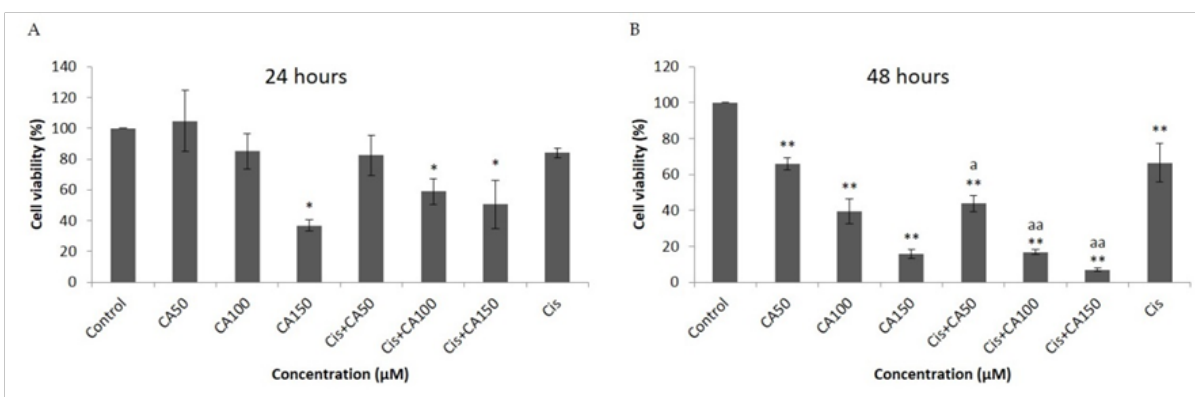 A
24 hours
Cell viability (%)
140
120
100
80
60
40
20
0
*
*
*
Control
CA50
CA100
CA150
Cis+CA50
Cis+CA100
Cis+CA150
Cis
Concentration (µM)
B
48 hours
Cell viability (%)
120
100
80
60
40
20
0
**
**
**
a
**
aa
**
aa
**
**
Control
CA50
CA100
CA150
Cis+CA50
Cis+CA100
Cis+CA150
Cis
Concentration (µM)